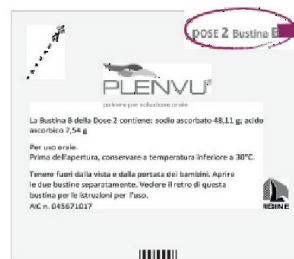 DOSE 2 Bustina B
PLENVU
polvere per soluzione orale
La Bustina B della Dose 2 contiene: sodio ascorbato 48,11 g; acido
ascorbico 7,54 g
Per uso orale.
Prima dell'apertura, conservare a temperatura inferiore a 30°C.
Tenere fuori dalla vista e dalla portata dei bambini. Aprire
le due bustine separatamente. Vedere il retro di questa
bustina per le istruzioni per l'uso.
AIC n. 045671017